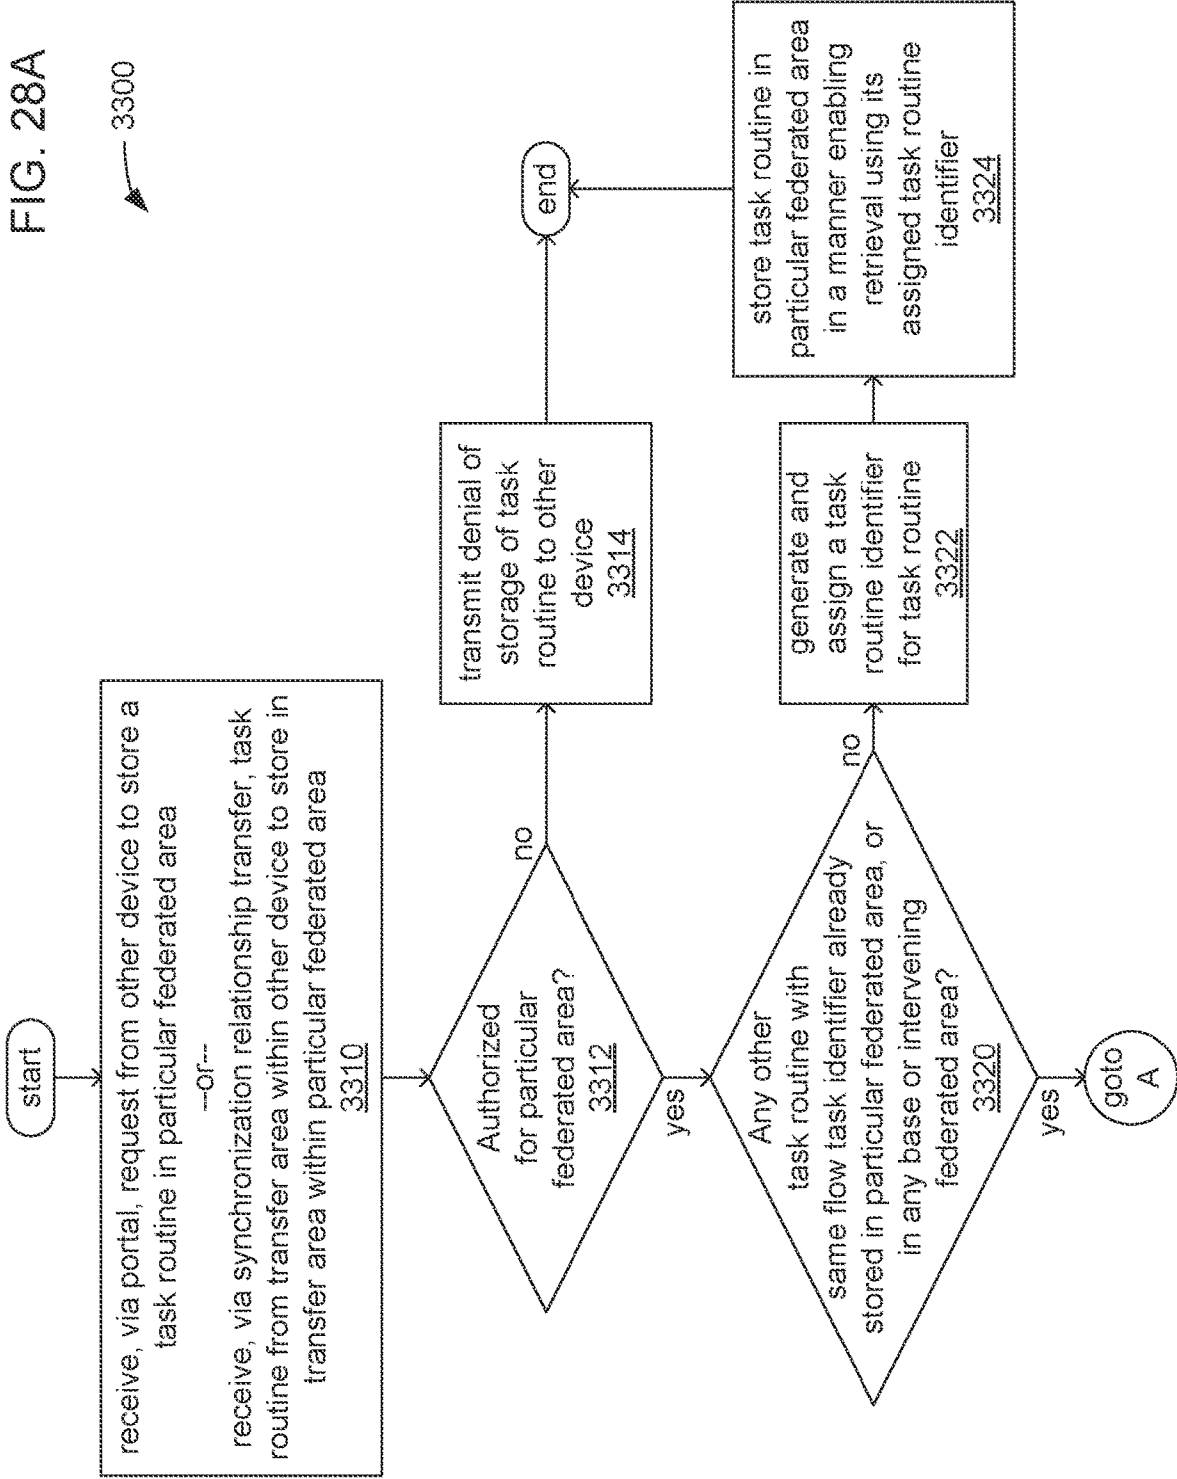 FIG. 28A
3300
start
receive, via portal, request from other device to store a
task routine in particular federated area
--or--
receive, via synchronization relationship transfer, task
routine from transfer area within other device to store in
transfer area within particular federated area
3310
Authorized
for particular
federated area?
3312
no
yes
transmit denial of
storage of task
routine to other
device
3314
end
Any other
task routine with
same flow task identifier already
stored in particular federated area, or
in any base or intervening
federated area?
3320
no
yes
generate and
assign a task
routine identifier
for task routine
3322
store task routine in
particular federated area
in a manner enabling
retrieval using its
assigned task routine
identifier
3324
goto
A